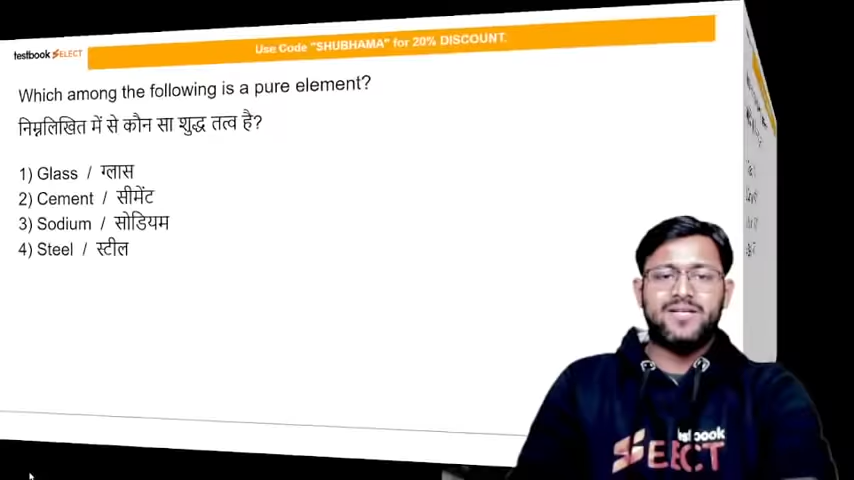 testbook SELECT
Use Code "SHUBHAMA" for 20% DISCOUNT.
Which among the following is a pure element?
निम्नलिखित में से कौन सा शुद्ध तत्व है?
1) Glass / ग्लास
2) Cement / सीमेंट
3) Sodium / सोडियम
4) Steel / स्टील
testbook
SELECT